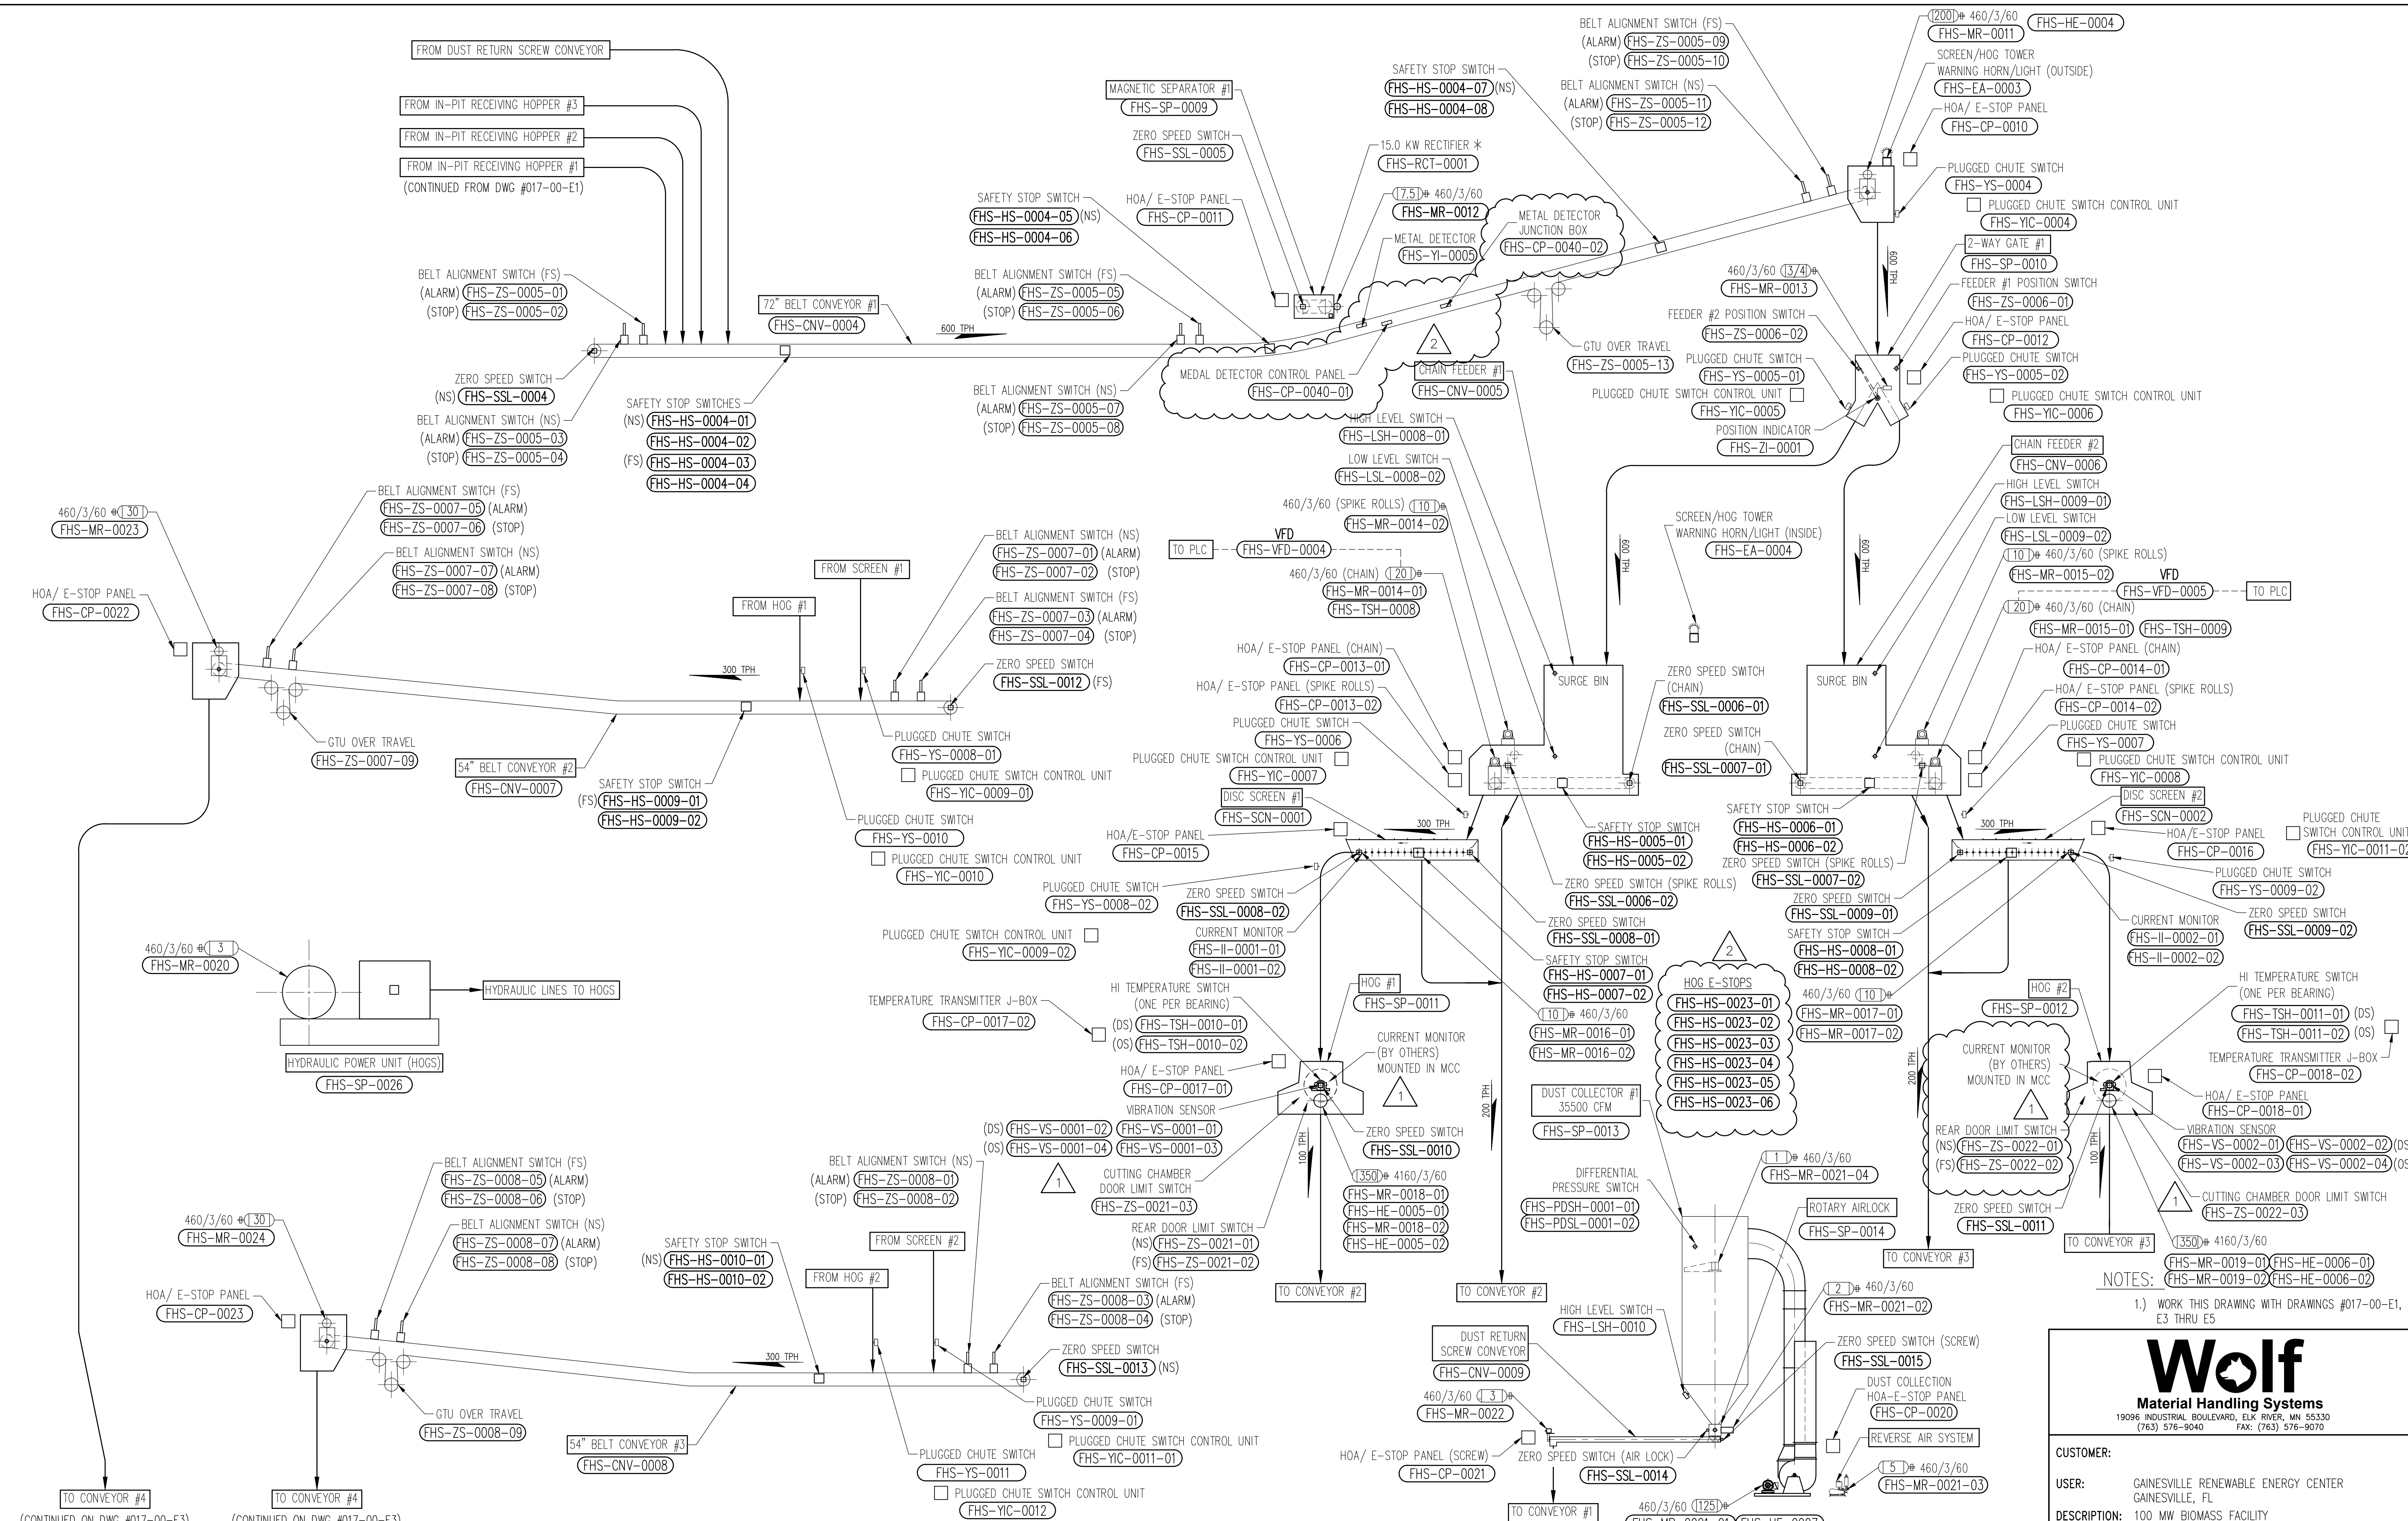 FROM DUST RETURN SCREW CONVEYOR
FROM IN-PIT RECEIVING HOPPER #3
FROM IN-PIT RECEIVING HOPPER #2
FROM IN-PIT RECEIVING HOPPER #1
(CONTINUED FROM DWG #017-00-E1)
BELT ALIGNMENT SWITCH (FS)
(ALARM) FHS-ZS-0005-01
(STOP) FHS-ZS-0005-02
72" BELT CONVEYOR #1
FHS-CNV-0004
600 TPH
ZERO SPEED SWITCH
(NS) FHS-SSL-0004
BELT ALIGNMENT SWITCH (NS)
(ALARM) FHS-ZS-0005-03
(STOP) FHS-ZS-0005-04
SAFETY STOP SWITCHES
(NS) FHS-HS-0004-01
FHS-HS-0004-02
(FS) FHS-HS-0004-03
FHS-HS-0004-04
SAFETY STOP SWITCH
FHS-HS-0004-05 (NS)
FHS-HS-0004-06
BELT ALIGNMENT SWITCH (FS)
(ALARM) FHS-ZS-0005-05
(STOP) FHS-ZS-0005-06
BELT ALIGNMENT SWITCH (NS)
(ALARM) FHS-ZS-0005-07
(STOP) FHS-ZS-0005-08
MAGNETIC SEPARATOR #1
FHS-SP-0009
ZERO SPEED SWITCH
FHS-SSL-0005
HOA/ E-STOP PANEL
FHS-CP-0011
15.0 KW RECTIFIER *
FHS-RCT-0001
7.5 460/3/60
FHS-MR-0012
METAL DETECTOR
FHS-YI-0005
METAL DETECTOR
JUNCTION BOX
FHS-CP-0040-02
MEDAL DETECTOR CONTROL PANEL
FHS-CP-0040-01
2
SAFETY STOP SWITCH
FHS-HS-0004-07 (NS)
FHS-HS-0004-08
BELT ALIGNMENT SWITCH (FS)
(ALARM) FHS-ZS-0005-09
(STOP) FHS-ZS-0005-10
BELT ALIGNMENT SWITCH (NS)
(ALARM) FHS-ZS-0005-11
(STOP) FHS-ZS-0005-12
GTU OVER TRAVEL
FHS-ZS-0005-13
200 460/3/60 FHS-HE-0004
FHS-MR-0011
SCREEN/HOG TOWER
WARNING HORN/LIGHT (OUTSIDE)
FHS-EA-0003
HOA/ E-STOP PANEL
FHS-CP-0010
PLUGGED CHUTE SWITCH
FHS-YS-0004
PLUGGED CHUTE SWITCH CONTROL UNIT
FHS-YIC-0004
2-WAY GATE #1
FHS-SP-0010
600 TPH
460/3/60 3/4
FHS-MR-0013
FEEDER #1 POSITION SWITCH
FHS-ZS-0006-01
FEEDER #2 POSITION SWITCH
FHS-ZS-0006-02
HOA/ E-STOP PANEL
FHS-CP-0012
PLUGGED CHUTE SWITCH
FHS-YS-0005-01
PLUGGED CHUTE SWITCH
FHS-YS-0005-02
PLUGGED CHUTE SWITCH CONTROL UNIT
FHS-YIC-0005
PLUGGED CHUTE SWITCH CONTROL UNIT
FHS-YIC-0006
POSITION INDICATOR
FHS-ZI-0001
CHAIN FEEDER #1
FHS-CNV-0005
HIGH LEVEL SWITCH
FHS-LSH-0008-01
LOW LEVEL SWITCH
FHS-LSL-0008-02
460/3/60 (SPIKE ROLLS) 10
FHS-MR-0014-02
VFD
TO PLC
FHS-VFD-0004
460/3/60 (CHAIN) 20
FHS-MR-0014-01
FHS-TSH-0008
600 TPH
SCREEN/HOG TOWER
WARNING HORN/LIGHT (INSIDE)
FHS-EA-0004
600 TPH
CHAIN FEEDER #2
FHS-CNV-0006
HIGH LEVEL SWITCH
FHS-LSH-0009-01
LOW LEVEL SWITCH
FHS-LSL-0009-02
10 460/3/60 (SPIKE ROLLS)
FHS-MR-0015-02
VFD
FHS-VFD-0005
TO PLC
20 460/3/60 (CHAIN)
FHS-MR-0015-01 FHS-TSH-0009
HOA/ E-STOP PANEL (CHAIN)
FHS-CP-0013-01
HOA/ E-STOP PANEL (SPIKE ROLLS)
FHS-CP-0013-02
PLUGGED CHUTE SWITCH
FHS-YS-0006
PLUGGED CHUTE SWITCH CONTROL UNIT
FHS-YIC-0007
DISC SCREEN #1
FHS-SCN-0001
SURGE BIN
ZERO SPEED SWITCH
(CHAIN)
FHS-SSL-0006-01
ZERO SPEED SWITCH
(CHAIN)
FHS-SSL-0007-01
SURGE BIN
HOA/ E-STOP PANEL (CHAIN)
FHS-CP-0014-01
HOA/ E-STOP PANEL (SPIKE ROLLS)
FHS-CP-0014-02
PLUGGED CHUTE SWITCH
FHS-YS-0007
PLUGGED CHUTE SWITCH CONTROL UNIT
FHS-YIC-0008
DISC SCREEN #2
FHS-SCN-0002
300 TPH
HOA/E-STOP PANEL
FHS-CP-0015
SAFETY STOP SWITCH
FHS-HS-0005-01
FHS-HS-0005-02
ZERO SPEED SWITCH (SPIKE ROLLS)
FHS-SSL-0006-02
SAFETY STOP SWITCH
FHS-HS-0006-01
FHS-HS-0006-02
ZERO SPEED SWITCH (SPIKE ROLLS)
FHS-SSL-0007-02
300 TPH
HOA/E-STOP PANEL
FHS-CP-0016
PLUGGED CHUTE
SWITCH CONTROL UNIT
FHS-YIC-0011-02
PLUGGED CHUTE SWITCH
FHS-YS-0009-02
PLUGGED CHUTE SWITCH
FHS-YS-0008-02
ZERO SPEED SWITCH
FHS-SSL-0008-02
PLUGGED CHUTE SWITCH CONTROL UNIT
FHS-YIC-0009-02
CURRENT MONITOR
FHS-II-0001-01
FHS-II-0001-02
ZERO SPEED SWITCH
FHS-SSL-0008-01
SAFETY STOP SWITCH
FHS-HS-0007-01
FHS-HS-0007-02
10 460/3/60
FHS-MR-0016-01
FHS-MR-0016-02
2
HOG E-STOPS
FHS-HS-0023-01
FHS-HS-0023-02
FHS-HS-0023-03
FHS-HS-0023-04
FHS-HS-0023-05
FHS-HS-0023-06
ZERO SPEED SWITCH
FHS-SSL-0009-01
SAFETY STOP SWITCH
FHS-HS-0008-01
FHS-HS-0008-02
460/3/60 10
FHS-MR-0017-01
FHS-MR-0017-02
CURRENT MONITOR
FHS-II-0002-01
FHS-II-0002-02
ZERO SPEED SWITCH
FHS-SSL-0009-02
460/3/60 30
FHS-MR-0023
HOA/ E-STOP PANEL
FHS-CP-0022
BELT ALIGNMENT SWITCH (FS)
FHS-ZS-0007-05 (ALARM)
FHS-ZS-0007-06 (STOP)
BELT ALIGNMENT SWITCH (NS)
FHS-ZS-0007-07 (ALARM)
FHS-ZS-0007-08 (STOP)
GTU OVER TRAVEL
FHS-ZS-0007-09
54" BELT CONVEYOR #2
FHS-CNV-0007
SAFETY STOP SWITCH
(FS) FHS-HS-0009-01
FHS-HS-0009-02
300 TPH
FROM HOG #1
FROM SCREEN #1
BELT ALIGNMENT SWITCH (NS)
FHS-ZS-0007-01 (ALARM)
FHS-ZS-0007-02 (STOP)
BELT ALIGNMENT SWITCH (FS)
FHS-ZS-0007-03 (ALARM)
FHS-ZS-0007-04 (STOP)
ZERO SPEED SWITCH
FHS-SSL-0012 (FS)
PLUGGED CHUTE SWITCH
FHS-YS-0008-01
PLUGGED CHUTE SWITCH CONTROL UNIT
FHS-YIC-0009-01
PLUGGED CHUTE SWITCH
FHS-YS-0010
PLUGGED CHUTE SWITCH CONTROL UNIT
FHS-YIC-0010
460/3/60 3
FHS-MR-0020
HYDRAULIC LINES TO HOGS
HYDRAULIC POWER UNIT (HOGS)
FHS-SP-0026
TEMPERATURE TRANSMITTER J-BOX
FHS-CP-0017-02
HI TEMPERATURE SWITCH
(ONE PER BEARING)
(DS) FHS-TSH-0010-01
(OS) FHS-TSH-0010-02
HOG #1
FHS-SP-0011
CURRENT MONITOR
(BY OTHERS)
MOUNTED IN MCC
1
HOA/ E-STOP PANEL
FHS-CP-0017-01
VIBRATION SENSOR
(DS) FHS-VS-0001-02 FHS-VS-0001-01
(OS) FHS-VS-0001-04 FHS-VS-0001-03
1
CUTTING CHAMBER
DOOR LIMIT SWITCH
FHS-ZS-0021-03
REAR DOOR LIMIT SWITCH
(NS) FHS-ZS-0021-01
(FS) FHS-ZS-0021-02
ZERO SPEED SWITCH
FHS-SSL-0010
350 4160/3/60
FHS-MR-0018-01
FHS-HE-0005-01
FHS-MR-0018-02
FHS-HE-0005-02
100 TPH
TO CONVEYOR #2
200 TPH
TO CONVEYOR #2
DUST COLLECTOR #1
35500 CFM
FHS-SP-0013
DIFFERENTIAL
PRESSURE SWITCH
FHS-PDSH-0001-01
FHS-PDSL-0001-02
1 460/3/60
FHS-MR-0021-04
ROTARY AIRLOCK
FHS-SP-0014
2 460/3/60
FHS-MR-0021-02
HIGH LEVEL SWITCH
FHS-LSH-0010
ZERO SPEED SWITCH (SCREW)
FHS-SSL-0015
DUST RETURN
SCREW CONVEYOR
FHS-CNV-0009
460/3/60 3
FHS-MR-0022
HOA/ E-STOP PANEL (SCREW)
FHS-CP-0021
ZERO SPEED SWITCH (AIR LOCK)
FHS-SSL-0014
DUST COLLECTION
HOA-E-STOP PANEL
FHS-CP-0020
REVERSE AIR SYSTEM
5 460/3/60
FHS-MR-0021-03
460/3/60 125
FHS-MR-0021-01 FHS-HE-0007
TO CONVEYOR #1
HOG #2
FHS-SP-0012
CURRENT MONITOR
(BY OTHERS)
MOUNTED IN MCC
1
REAR DOOR LIMIT SWITCH
(NS) FHS-ZS-0022-01
(FS) FHS-ZS-0022-02
ZERO SPEED SWITCH
FHS-SSL-0011
200 TPH
TO CONVEYOR #3
100 TPH
TO CONVEYOR #3
HI TEMPERATURE SWITCH
(ONE PER BEARING)
FHS-TSH-0011-01 (DS)
FHS-TSH-0011-02 (OS)
TEMPERATURE TRANSMITTER J-BOX
FHS-CP-0018-02
HOA/ E-STOP PANEL
FHS-CP-0018-01
VIBRATION SENSOR
FHS-VS-0002-01 FHS-VS-0002-02 (DS
FHS-VS-0002-03 FHS-VS-0002-04 (OS
1
CUTTING CHAMBER DOOR LIMIT SWITCH
FHS-ZS-0022-03
350 4160/3/60
FHS-MR-0019-01 FHS-HE-0006-01
FHS-MR-0019-02 FHS-HE-0006-02
BELT ALIGNMENT SWITCH (FS)
FHS-ZS-0008-05 (ALARM)
FHS-ZS-0008-06 (STOP)
460/3/60 30
FHS-MR-0024
BELT ALIGNMENT SWITCH (NS)
FHS-ZS-0008-07 (ALARM)
FHS-ZS-0008-08 (STOP)
HOA/ E-STOP PANEL
FHS-CP-0023
GTU OVER TRAVEL
FHS-ZS-0008-09
54" BELT CONVEYOR #3
FHS-CNV-0008
SAFETY STOP SWITCH
(NS) FHS-HS-0010-01
FHS-HS-0010-02
300 TPH
FROM HOG #2
FROM SCREEN #2
BELT ALIGNMENT SWITCH (NS)
(ALARM) FHS-ZS-0008-01
(STOP) FHS-ZS-0008-02
BELT ALIGNMENT SWITCH (FS)
FHS-ZS-0008-03 (ALARM)
FHS-ZS-0008-04 (STOP)
ZERO SPEED SWITCH
FHS-SSL-0013 (NS)
PLUGGED CHUTE SWITCH
FHS-YS-0009-01
PLUGGED CHUTE SWITCH CONTROL UNIT
FHS-YIC-0011-01
PLUGGED CHUTE SWITCH
FHS-YS-0011
PLUGGED CHUTE SWITCH CONTROL UNIT
FHS-YIC-0012
TO CONVEYOR #4
(CONTINUED ON DWG #017-00-E3)
TO CONVEYOR #4
(CONTINUED ON DWG #017-00-E3)
NOTES:
1.) WORK THIS DRAWING WITH DRAWINGS #017-00-E1,
E3 THRU E5
Wolf
Material Handling Systems
19096 INDUSTRIAL BOULEVARD, ELK RIVER, MN 55330
(763) 576-9040 FAX: (763) 576-9070
CUSTOMER:
USER: GAINESVILLE RENEWABLE ENERGY CENTER
GAINESVILLE, FL
DESCRIPTION: 100 MW BIOMASS FACILITY